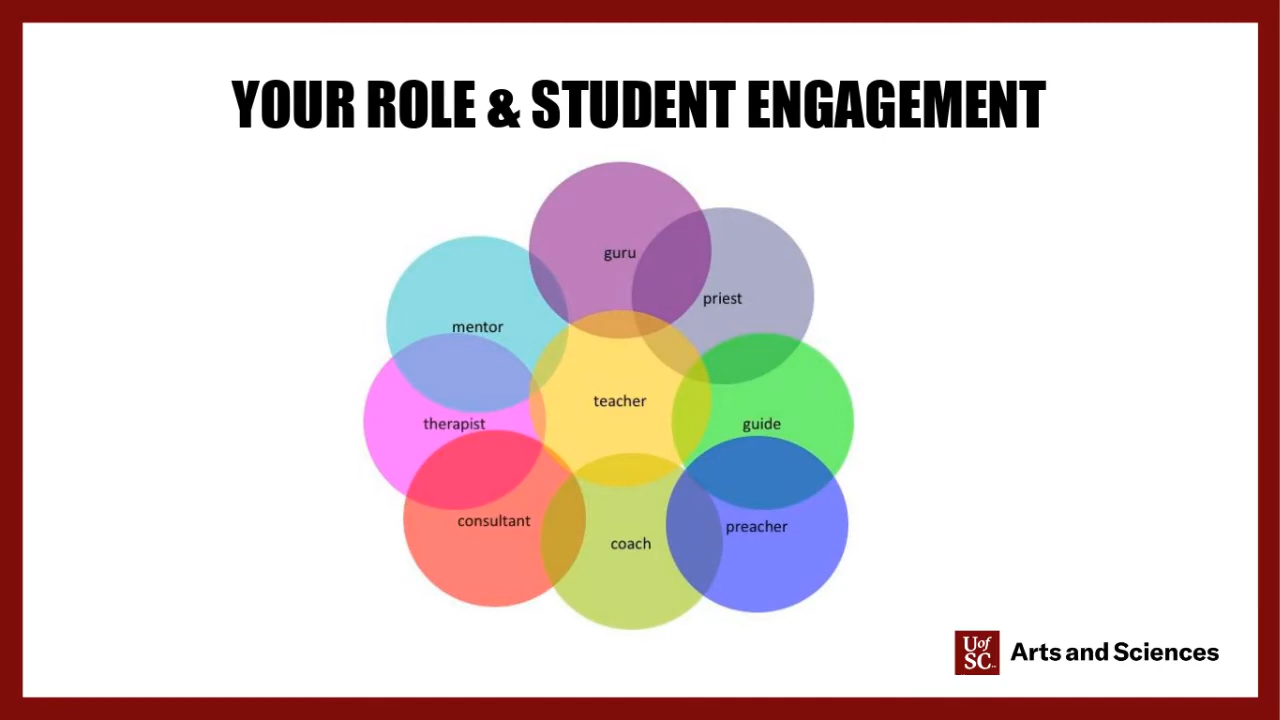 YOUR ROLE & STUDENT ENGAGEMENT
guru
priest
mentor
teacher
therapist
guide
consultant
preacher
coach
UofSC
Arts and Sciences